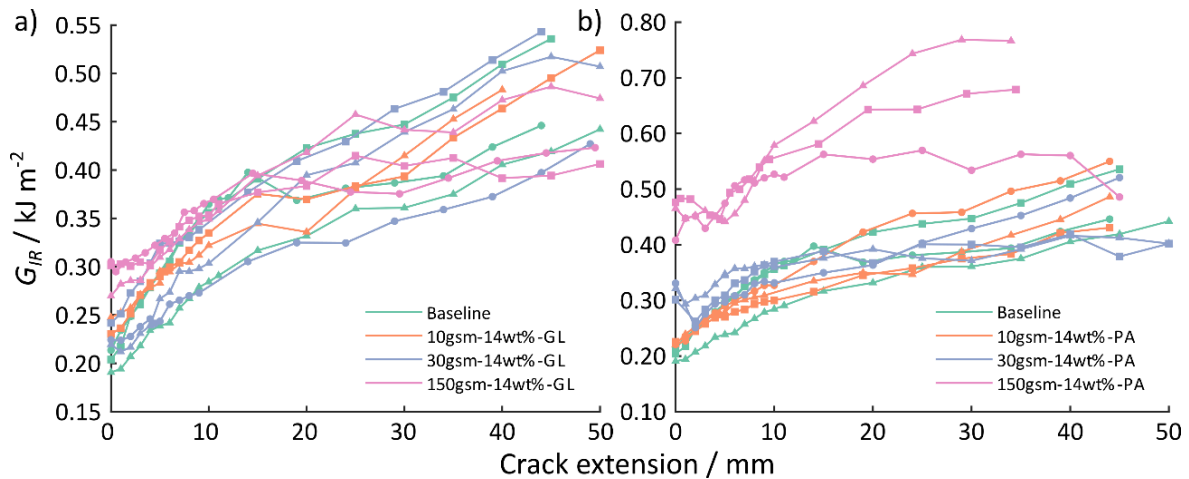 a)
0.55
0.50
0.45
0.40
0.35
0.30
0.25
0.20
0.15
G_IR / kJ m⁻²
Baseline
10gsm-14wt%-GL
30gsm-14wt%-GL
150gsm-14wt%-GL
0 10 20 30 40 50
b)
0.80
0.70
0.60
0.50
0.40
0.30
0.20
0.10
Baseline
10gsm-14wt%-PA
30gsm-14wt%-PA
150gsm-14wt%-PA
0 10 20 30 40 50
Crack extension / mm